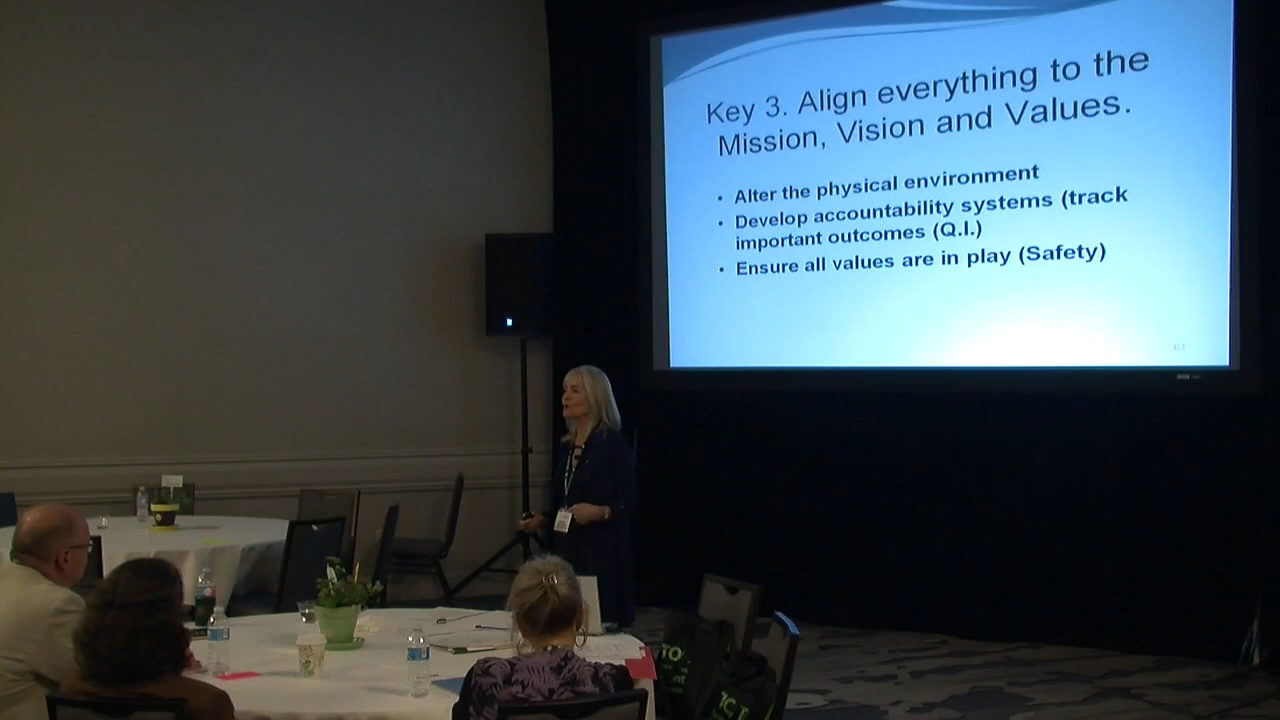 Key 3. Align everything to the
Mission, Vision and Values.
• Alter the physical environment
• Develop accountability systems (track
important outcomes (Q.I.)
• Ensure all values are in play (Safety)
63